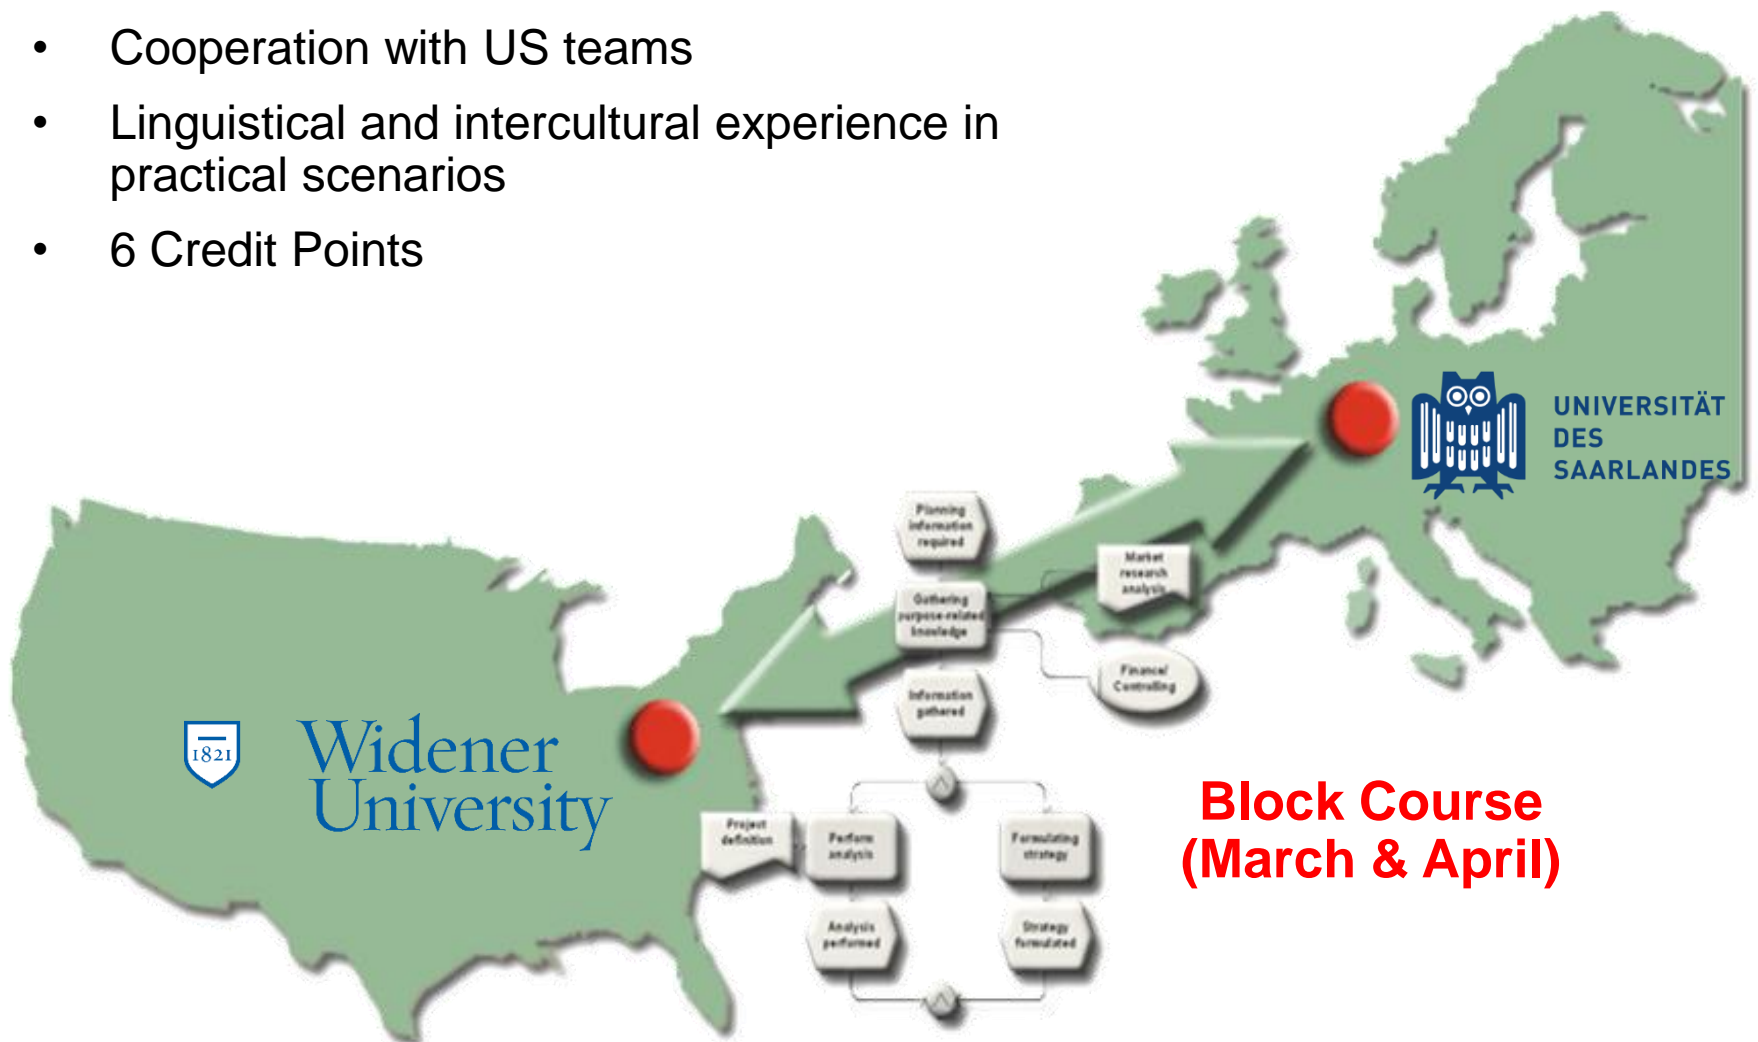 • Cooperation with US teams
• Linguistical and intercultural experience in
practical scenarios
• 6 Credit Points
UNIVERSITÄT
DES
SAARLANDES
Planning
information
required
Market
research
analysis
Gathering
purpose-related
knowledge
Finance/
Controlling
Information
gathered
1821
Widener
University
Block Course
(March & April)
Project
definition
Perform
analysis
Formulating
strategy
Analysis
performed
Strategy
formulated